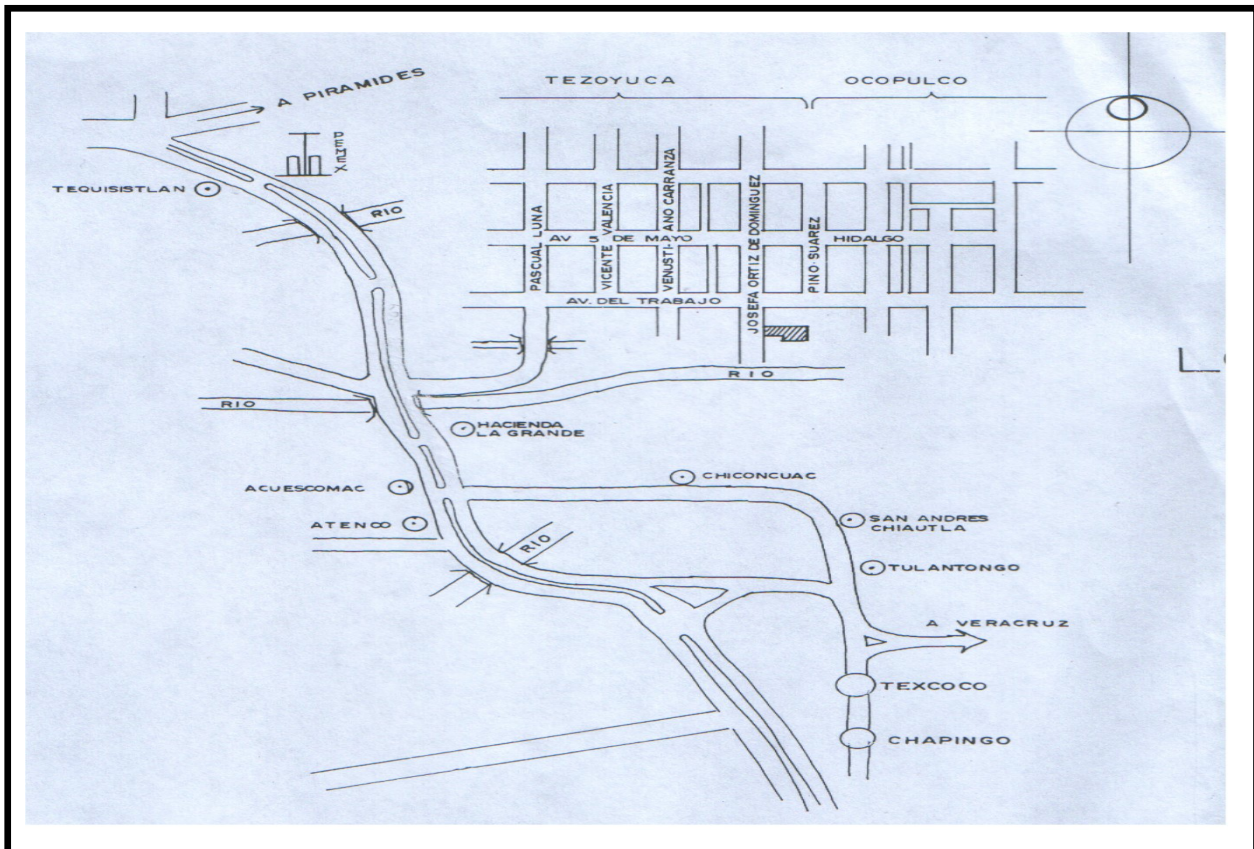 TEZOYUCA
OCOPULCO
A PIRAMIDES
PEMEX
TEQUISISTLAN
RIO
PASCUAL LUNA
VICENTE VALENCIA
VENUSTIANO CARRANZA
JOSEFA ORTIZ DE DOMINGUEZ
PINO SUAREZ
AV. 5 DE MAYO
HIDALGO
AV. DEL TRABAJO
RIO
RIO
HACIENDA
LA GRANDE
ACUESCOMAC
CHICONCUAC
ATENCO
SAN ANDRES
CHIAUTLA
RIO
TULANTONGO
A VERACRUZ
TEXCOCO
CHAPINGO